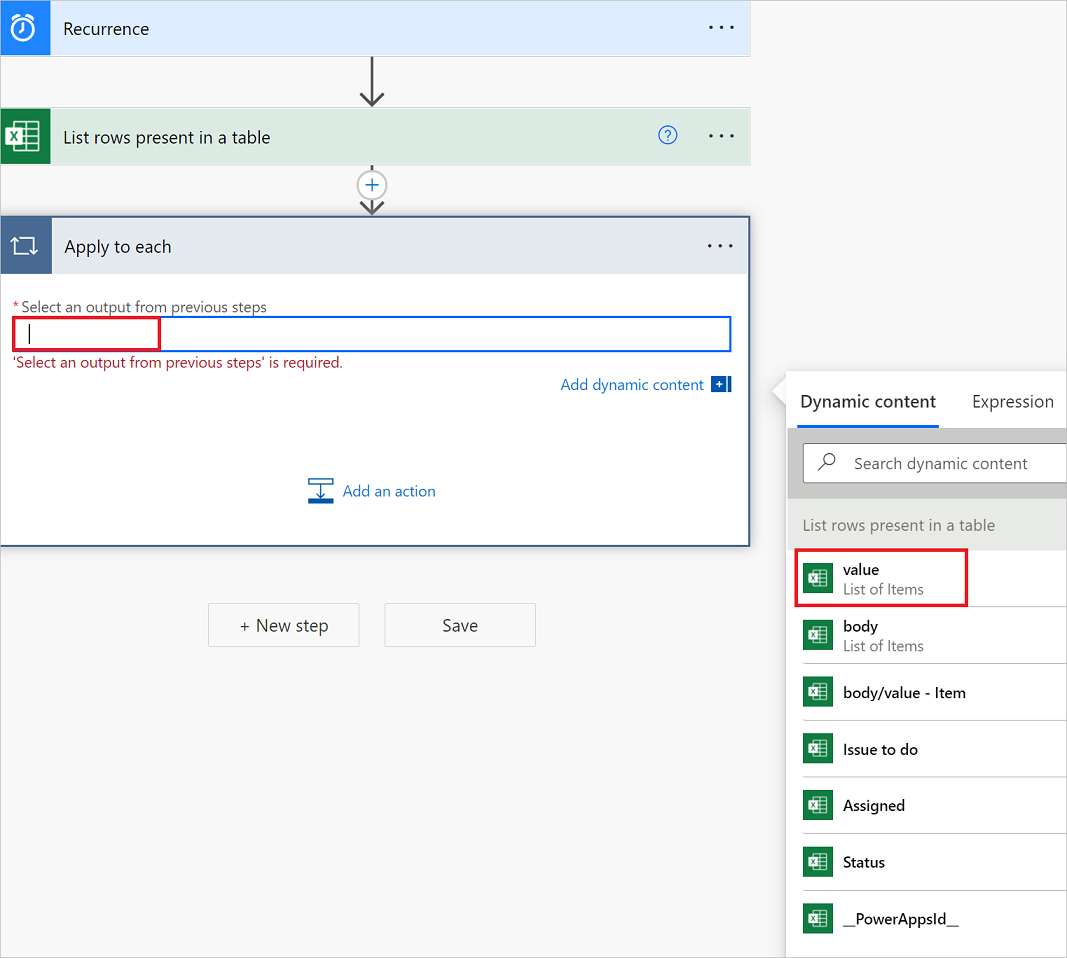 Recurrence
List rows present in a table
Apply to each
*Select an output from previous steps
'Select an output from previous steps' is required.
Add dynamic content
Add an action
+ New step
Save
Dynamic content
Expression
Search dynamic content
List rows present in a table
value
List of Items
body
List of Items
body/value - Item
Issue to do
Assigned
Status
__PowerAppsId__